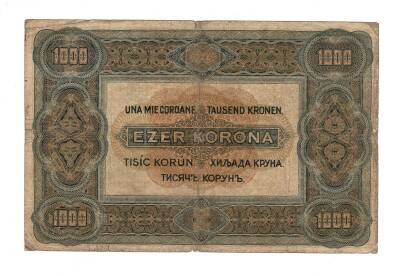 1000 1000
UNA MIE COROANE TAUSEND KRONEN.
EZER KORONA
TISÍC KORUN ХИЉАДА КРУНА.
ТИСЯЧЪ КОРУНЪ.
1000 1000